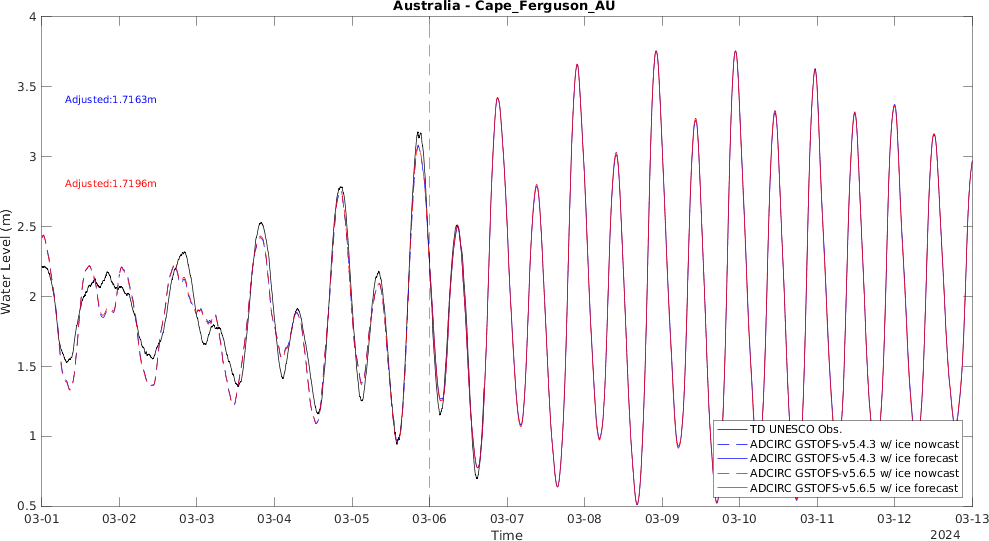 Australia - Cape_Ferguson_AU
4
3.5
3
2.5
2
1.5
1
0.5
Water Level (m)
Adjusted:1.7163m
Adjusted:1.7196m
TD UNESCO Obs.
ADCIRC GSTOFS-v5.4.3 w/ ice nowcast
ADCIRC GSTOFS-v5.4.3 w/ ice forecast
ADCIRC GSTOFS-v5.6.5 w/ ice nowcast
ADCIRC GSTOFS-v5.6.5 w/ ice forecast
03-01 03-02 03-03 03-04 03-05 03-06 03-07 03-08 03-09 03-10 03-11 03-12 03-13
Time
2024